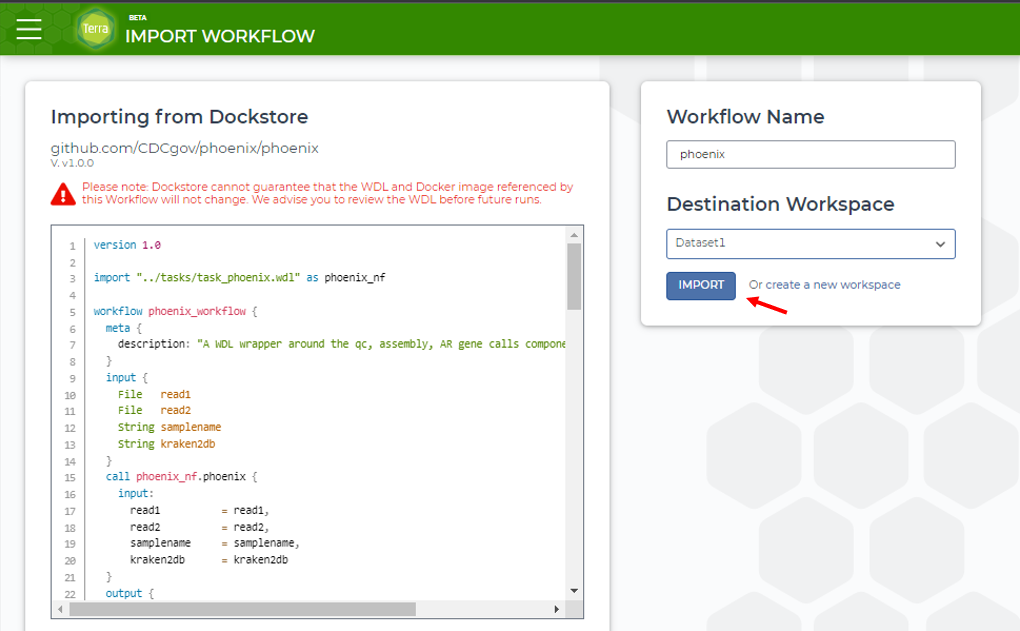 Terra
BETA
IMPORT WORKFLOW
Importing from Dockstore
github.com/CDCgov/phoenix/phoenix
V. v1.0.0
Please note: Dockstore cannot guarantee that the WDL and Docker image referenced by
this Workflow will not change. We advise you to review the WDL before future runs.
1 version 1.0
2
3 import "../tasks/task_phoenix.wdl" as phoenix_nf
4
5 workflow phoenix_workflow {
6 meta {
7 description: "A WDL wrapper around the qc, assembly, AR gene calls compone
8 }
9 input {
10 File read1
11 File read2
12 String samplename
13 String kraken2db
14 }
15 call phoenix_nf.phoenix {
16 input:
17 read1 = read1,
18 read2 = read2,
19 samplename = samplename,
20 kraken2db = kraken2db
21 }
22 output {
Workflow Name
phoenix
Destination Workspace
Dataset1
IMPORT
Or create a new workspace